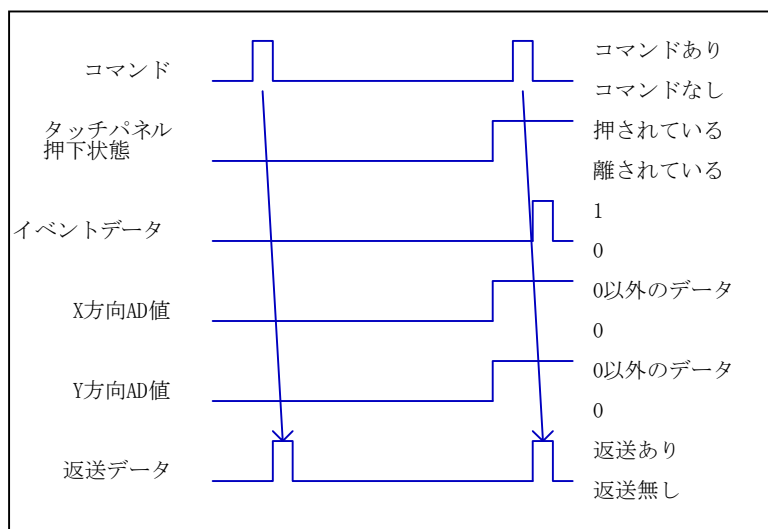 コマンド
コマンドあり
コマンドなし
タッチパネル
押下状態
押されている
離されている
イベントデータ
1
0
X方向AD値
0以外のデータ
0
Y方向AD値
0以外のデータ
0
返送データ
返送あり
返送無し